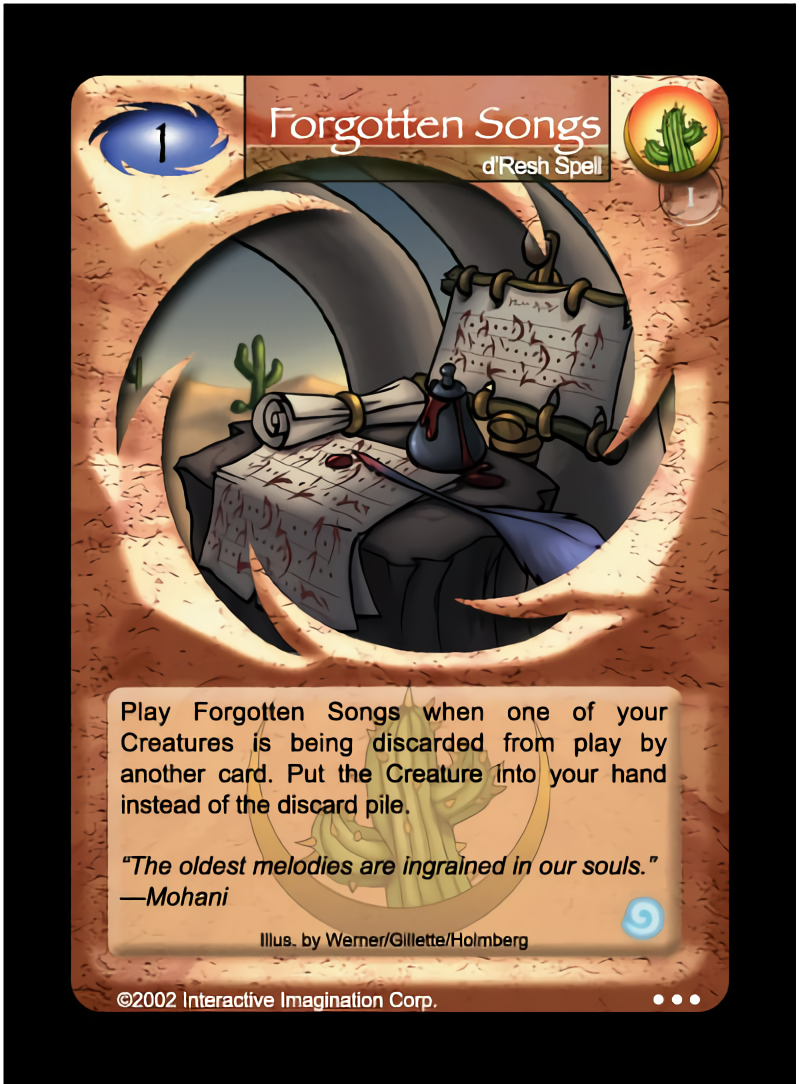 1
Forgotten Songs
d'Resh Spell
I
Play Forgotten Songs when one of your
Creatures is being discarded from play by
another card. Put the Creature into your hand
instead of the discard pile.
"The oldest melodies are ingrained in our souls."
—Mohani
Illus. by Werner/Gillette/Holmberg
©2002 Interactive Imagination Corp.